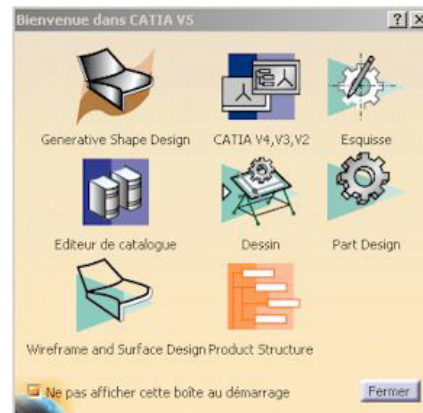 Bienvenue dans CATIA V5
Generative Shape Design CATIA V4,V3,V2 Esquisse
Editeur de catalogue Dessin Part Design
Wireframe and Surface Design Product Structure
Ne pas afficher cette boîte au démarrage Fermer